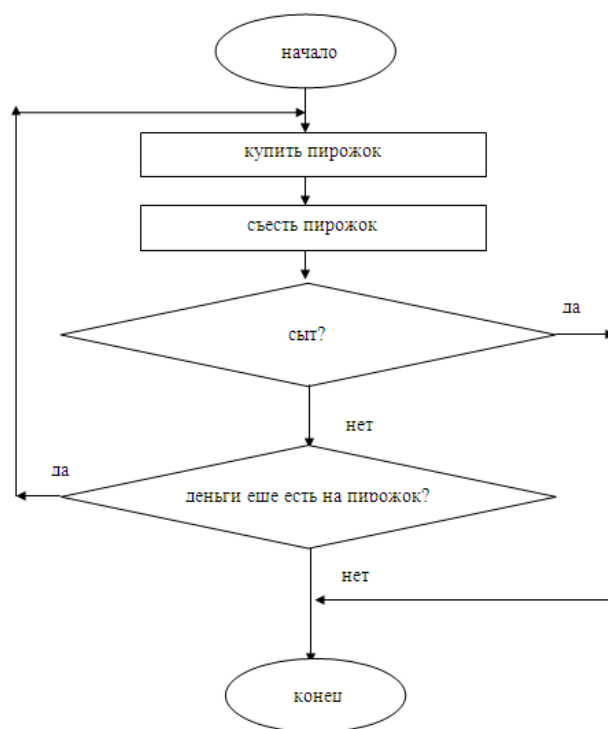 начало
купить пирожок
съесть пирожок
сыт?
да
нет
да
деньги еще есть на пирожок?
нет
конец